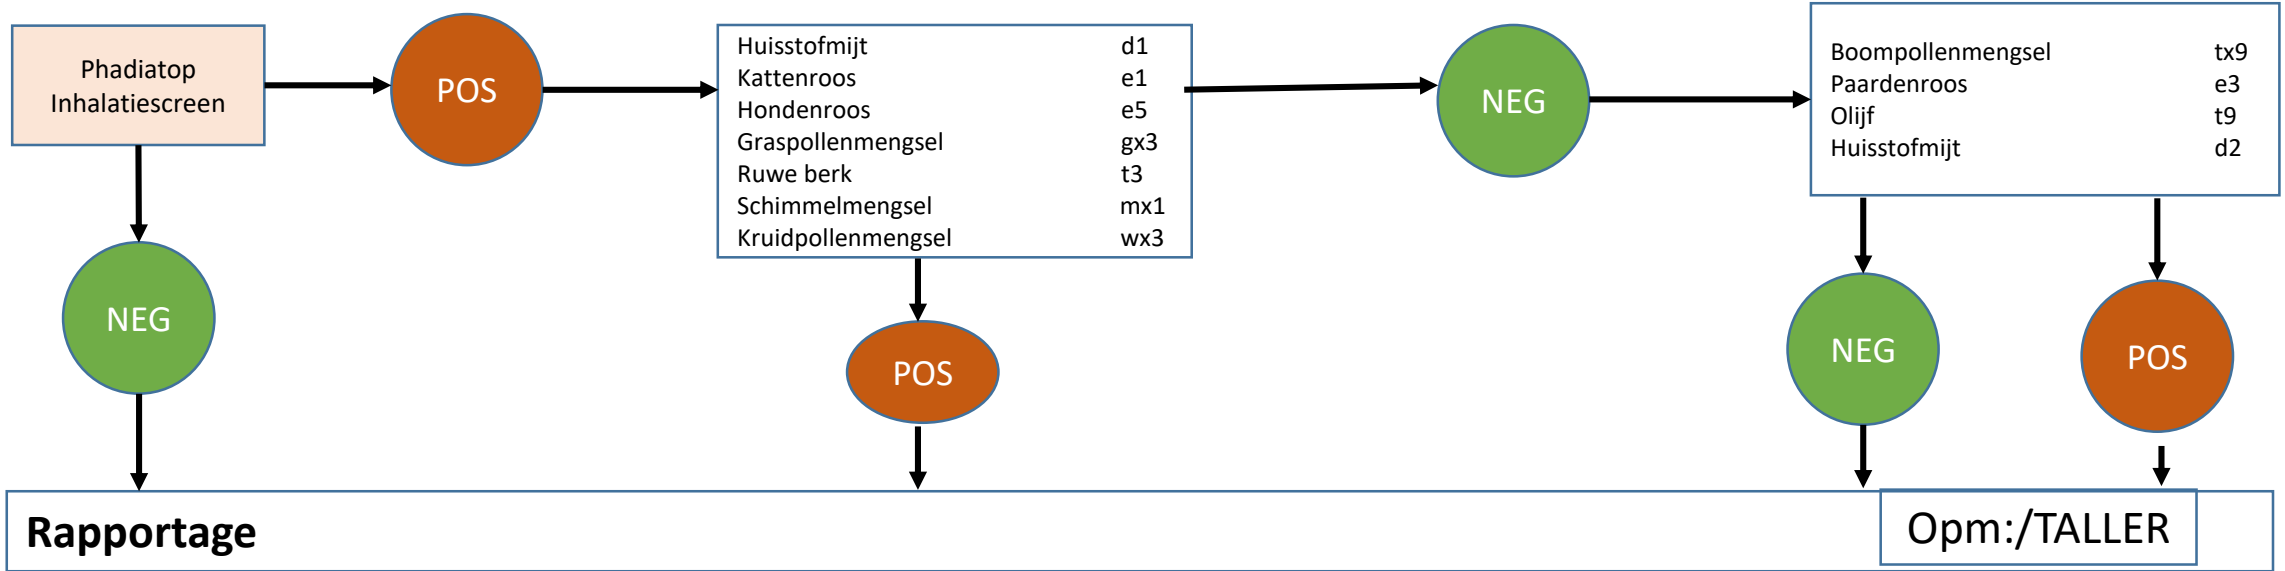 Phadiatop
Inhalatiescreen
POS
Huisstofmijt d1
Kattenroos e1
Hondenroos e5
Graspollenmengsel gx3
Ruwe berk t3
Schimmelmengsel mx1
Kruidpollenmengsel wx3
NEG
Boompollenmengsel tx9
Paardenroos e3
Olijf t9
Huisstofmijt d2
NEG
POS
NEG
POS
Rapportage
Opm:/TALLER